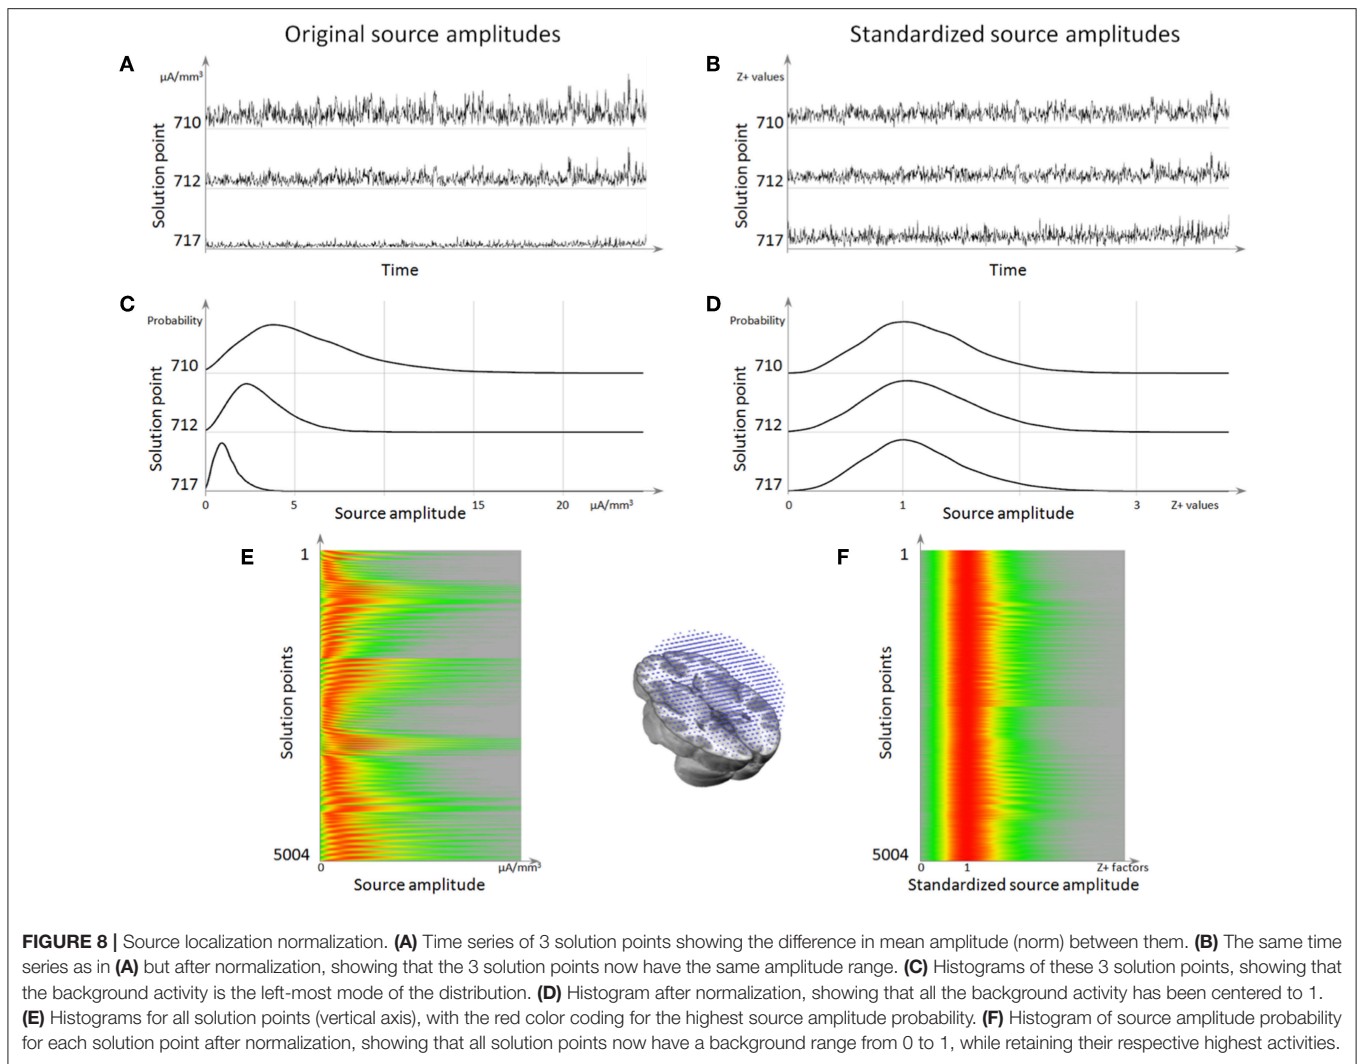 Original source amplitudes
Standardized source amplitudes
A
µA/mm³
710
712
717
Solution point
Time
B
Z+ values
710
712
717
Solution point
Time
C
Probability
710
712
717
Solution point
0
5
15
20
µA/mm³
Source amplitude
D
Probability
710
712
717
Solution point
0
1
3
Z+ values
Source amplitude
E
1
5004
Solution points
0
µA/mm³
Source amplitude
F
1
5004
Solution points
0
1
Z+ factors
Standardized source amplitude
FIGURE 8 | Source localization normalization. (A) Time series of 3 solution points showing the difference in mean amplitude (norm) between them. (B) The same time
series as in (A) but after normalization, showing that the 3 solution points now have the same amplitude range. (C) Histograms of these 3 solution points, showing that
the background activity is the left-most mode of the distribution. (D) Histogram after normalization, showing that all the background activity has been centered to 1.
(E) Histograms for all solution points (vertical axis), with the red color coding for the highest source amplitude probability. (F) Histogram of source amplitude probability
for each solution point after normalization, showing that all solution points now have a background range from 0 to 1, while retaining their respective highest activities.